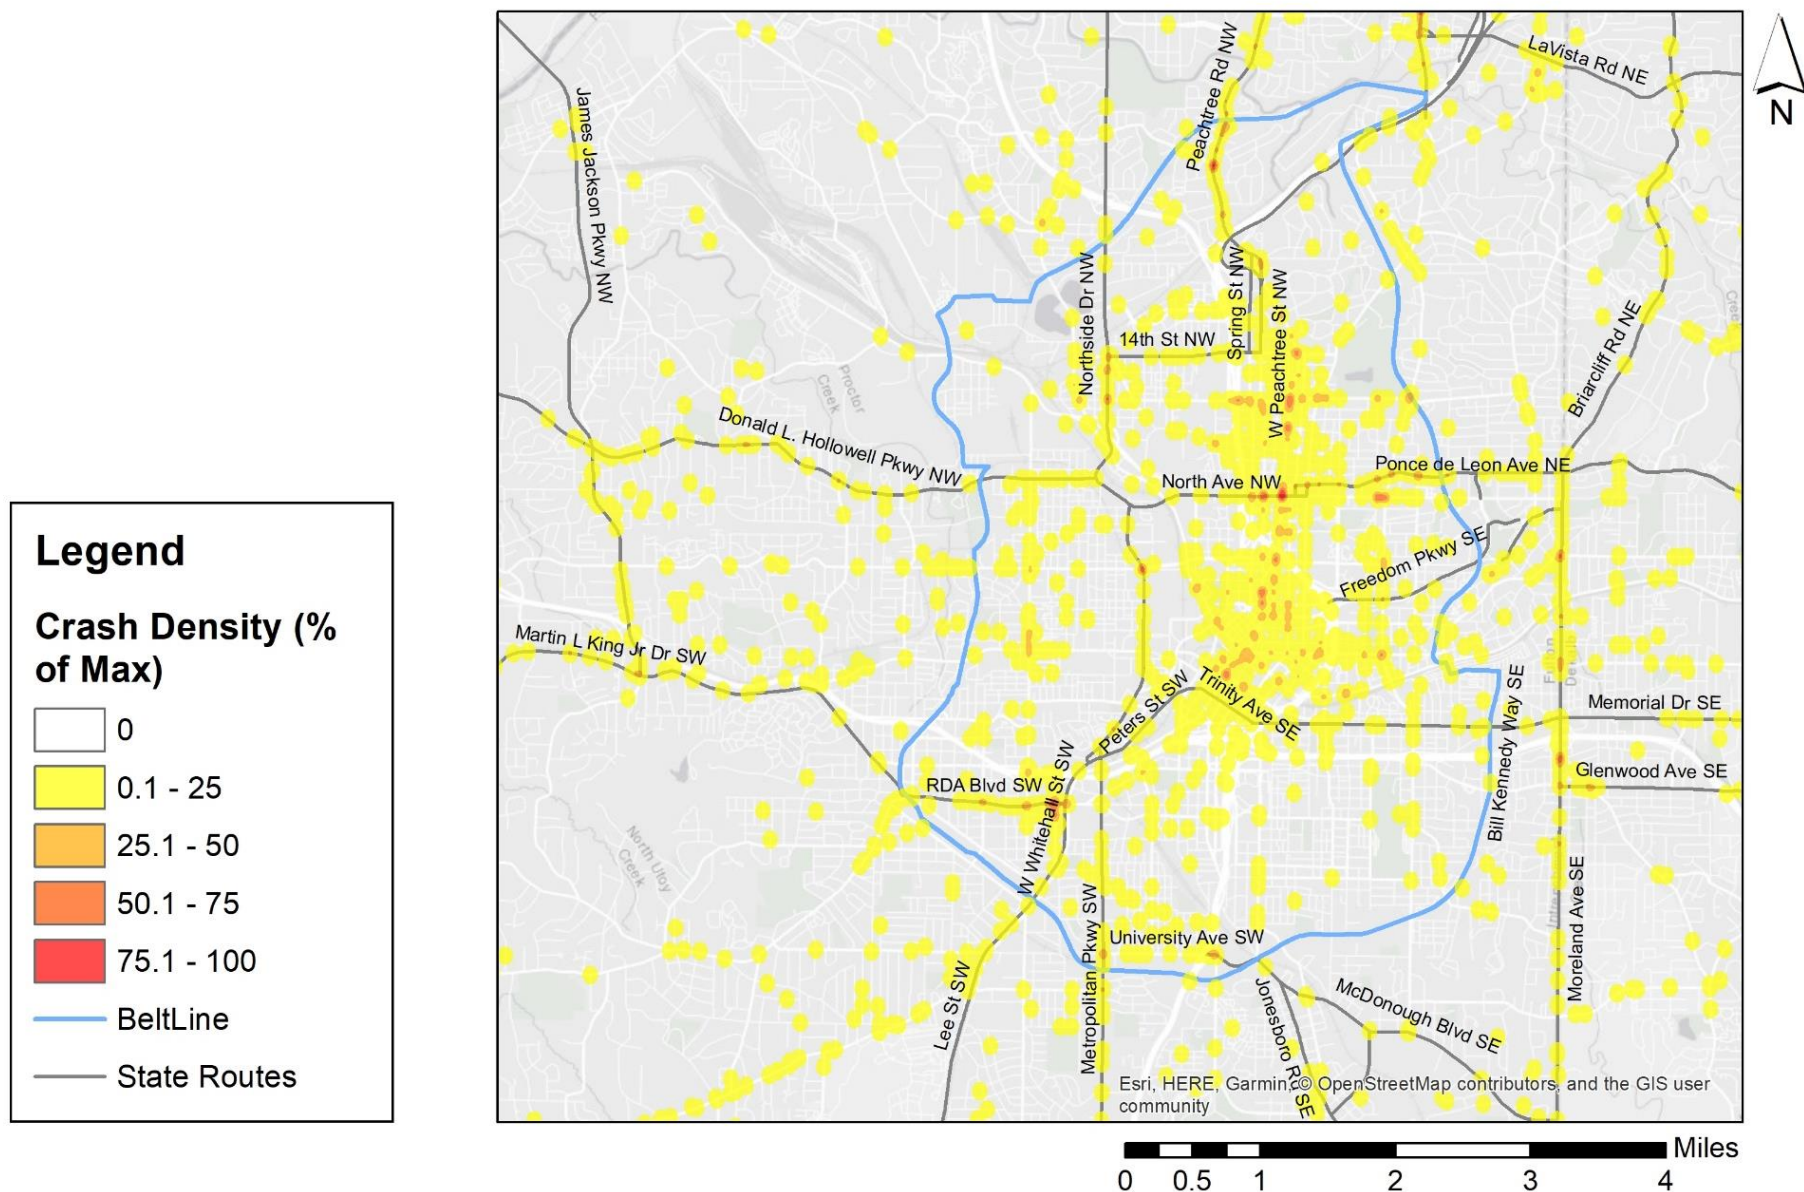 Legend
Crash Density (%
of Max)
0
0.1 - 25
25.1 - 50
50.1 - 75
75.1 - 100
BeltLine
State Routes
N
LaVista Rd NE
Peachtree Rd NW
James Jackson Pkwy NW
Northside Dr NW
Spring St NW
W Peachtree St NW
14th St NW
Creek
Briarcliff Rd NE
Proctor
Creek
Donald L. Hollowell Pkwy NW
North Ave NW
Ponce de Leon Ave NE
Freedom Pkwy SE
Martin L King Jr Dr SW
Fulton
Peters St SW
Trinity Ave SE
Bill Kennedy Way SE
Memorial Dr SE
RDA Blvd SW
Glenwood Ave SE
W Whitehall St SW
North Utoy
Creek
Metropolitan Pkwy SW
University Ave SW
Moreland Ave SE
Lee St SW
Jonesboro Rd SE
McDonough Blvd SE
Esri, HERE, Garmin, © OpenStreetMap contributors, and the GIS user
community
Miles
0 0.5 1 2 3 4